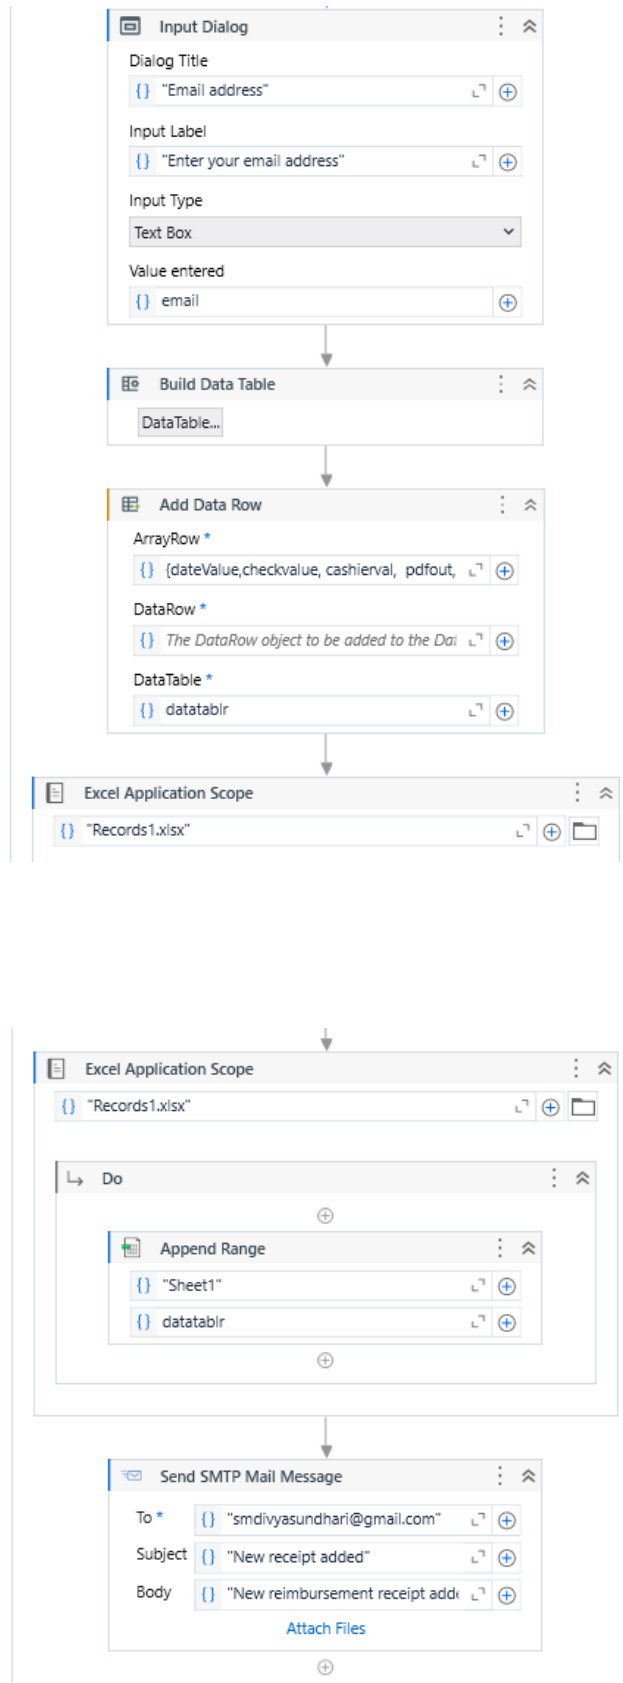 Input Dialog
Dialog Title
{} "Email address"
Input Label
{} "Enter your email address"
Input Type
Text Box
Value entered
{} email
Build Data Table
DataTable...
Add Data Row
ArrayRow *
{} {dateValue,checkvalue, cashierval, pdfout,
DataRow *
{} The DataRow object to be added to the Dat
DataTable *
{} datatablr
Excel Application Scope
{} "Records1.xlsx"
Excel Application Scope
{} "Records1.xlsx"
Do
Append Range
{} "Sheet1"
{} datatablr
Send SMTP Mail Message
To * {} "smdivyasundhari@gmail.com"
Subject {} "New receipt added"
Body {} "New reimbursement receipt adde
Attach Files